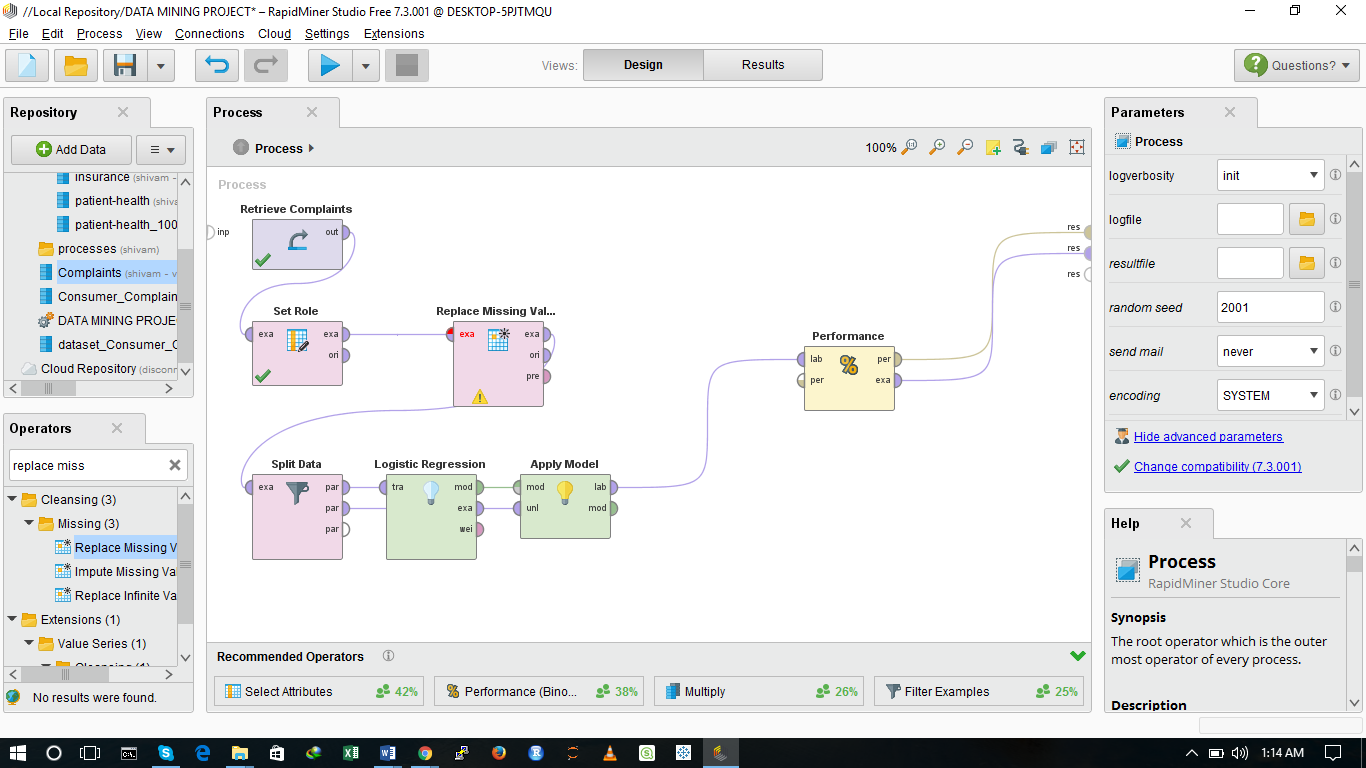 //Local Repository/DATA MINING PROJECT* – RapidMiner Studio Free 7.3.001 @ DESKTOP-5PJTMQU
File Edit Process View Connections Cloud Settings Extensions
Views: Design Results
Questions?
Repository
Add Data
insurance (shivam -
patient-health (shiva
patient-health_100
processes (shivam)
Complaints (shivam - v
Consumer_Complain
DATA MINING PROJE
dataset_Consumer_C
Cloud Repository (disconn
Operators
replace miss
Cleansing (3)
Missing (3)
Replace Missing V
Impute Missing Va
Replace Infinite Va
Extensions (1)
Value Series (1)
Cleansing (1)
No results were found.
Process
Process
100%
Process
inp
Retrieve Complaints
out
res
res
res
Set Role
exa exa
ori
Replace Missing Val...
exa exa
ori
pre
Performance
lab per
per exa
Split Data
exa par
par
par
Logistic Regression
tra mod
exa
wei
Apply Model
mod lab
unl mod
Recommended Operators
Select Attributes 42%
Performance (Bino... 38%
Multiply 26%
Filter Examples 25%
Parameters
Process
logverbosity init
logfile
resultfile
random seed 2001
send mail never
encoding SYSTEM
Hide advanced parameters
Change compatibility (7.3.001)
Help
Process
RapidMiner Studio Core
Synopsis
The root operator which is the outer
most operator of every process.
Description
1:14 AM